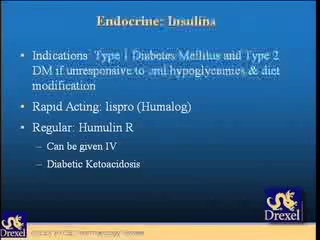 Endocrine: Insulins
• Indications Type 1 Diabetes Mellitus and Type 2
DM if unresponsive to oral hypoglycemics & diet
modification
• Rapid Acting: lispro (Humalog)
• Regular: Humulin R
– Can be given IV
– Diabetic Ketoacidosis
Drexel
Drexel